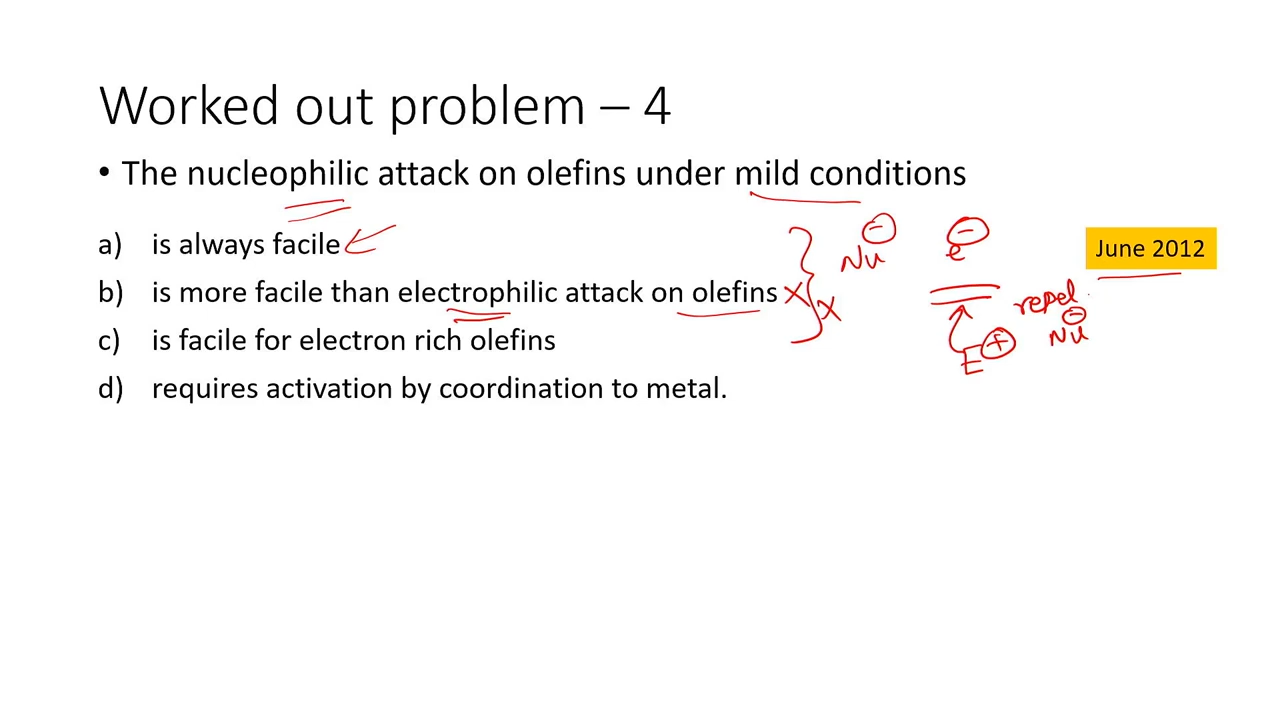 Worked out problem – 4
• The nucleophilic attack on olefins under mild conditions
a) is always facile
b) is more facile than electrophilic attack on olefins X
c) is facile for electron rich olefins
d) requires activation by coordination to metal.
X
Nu −
e −
June 2012
repel
Nu −
E +